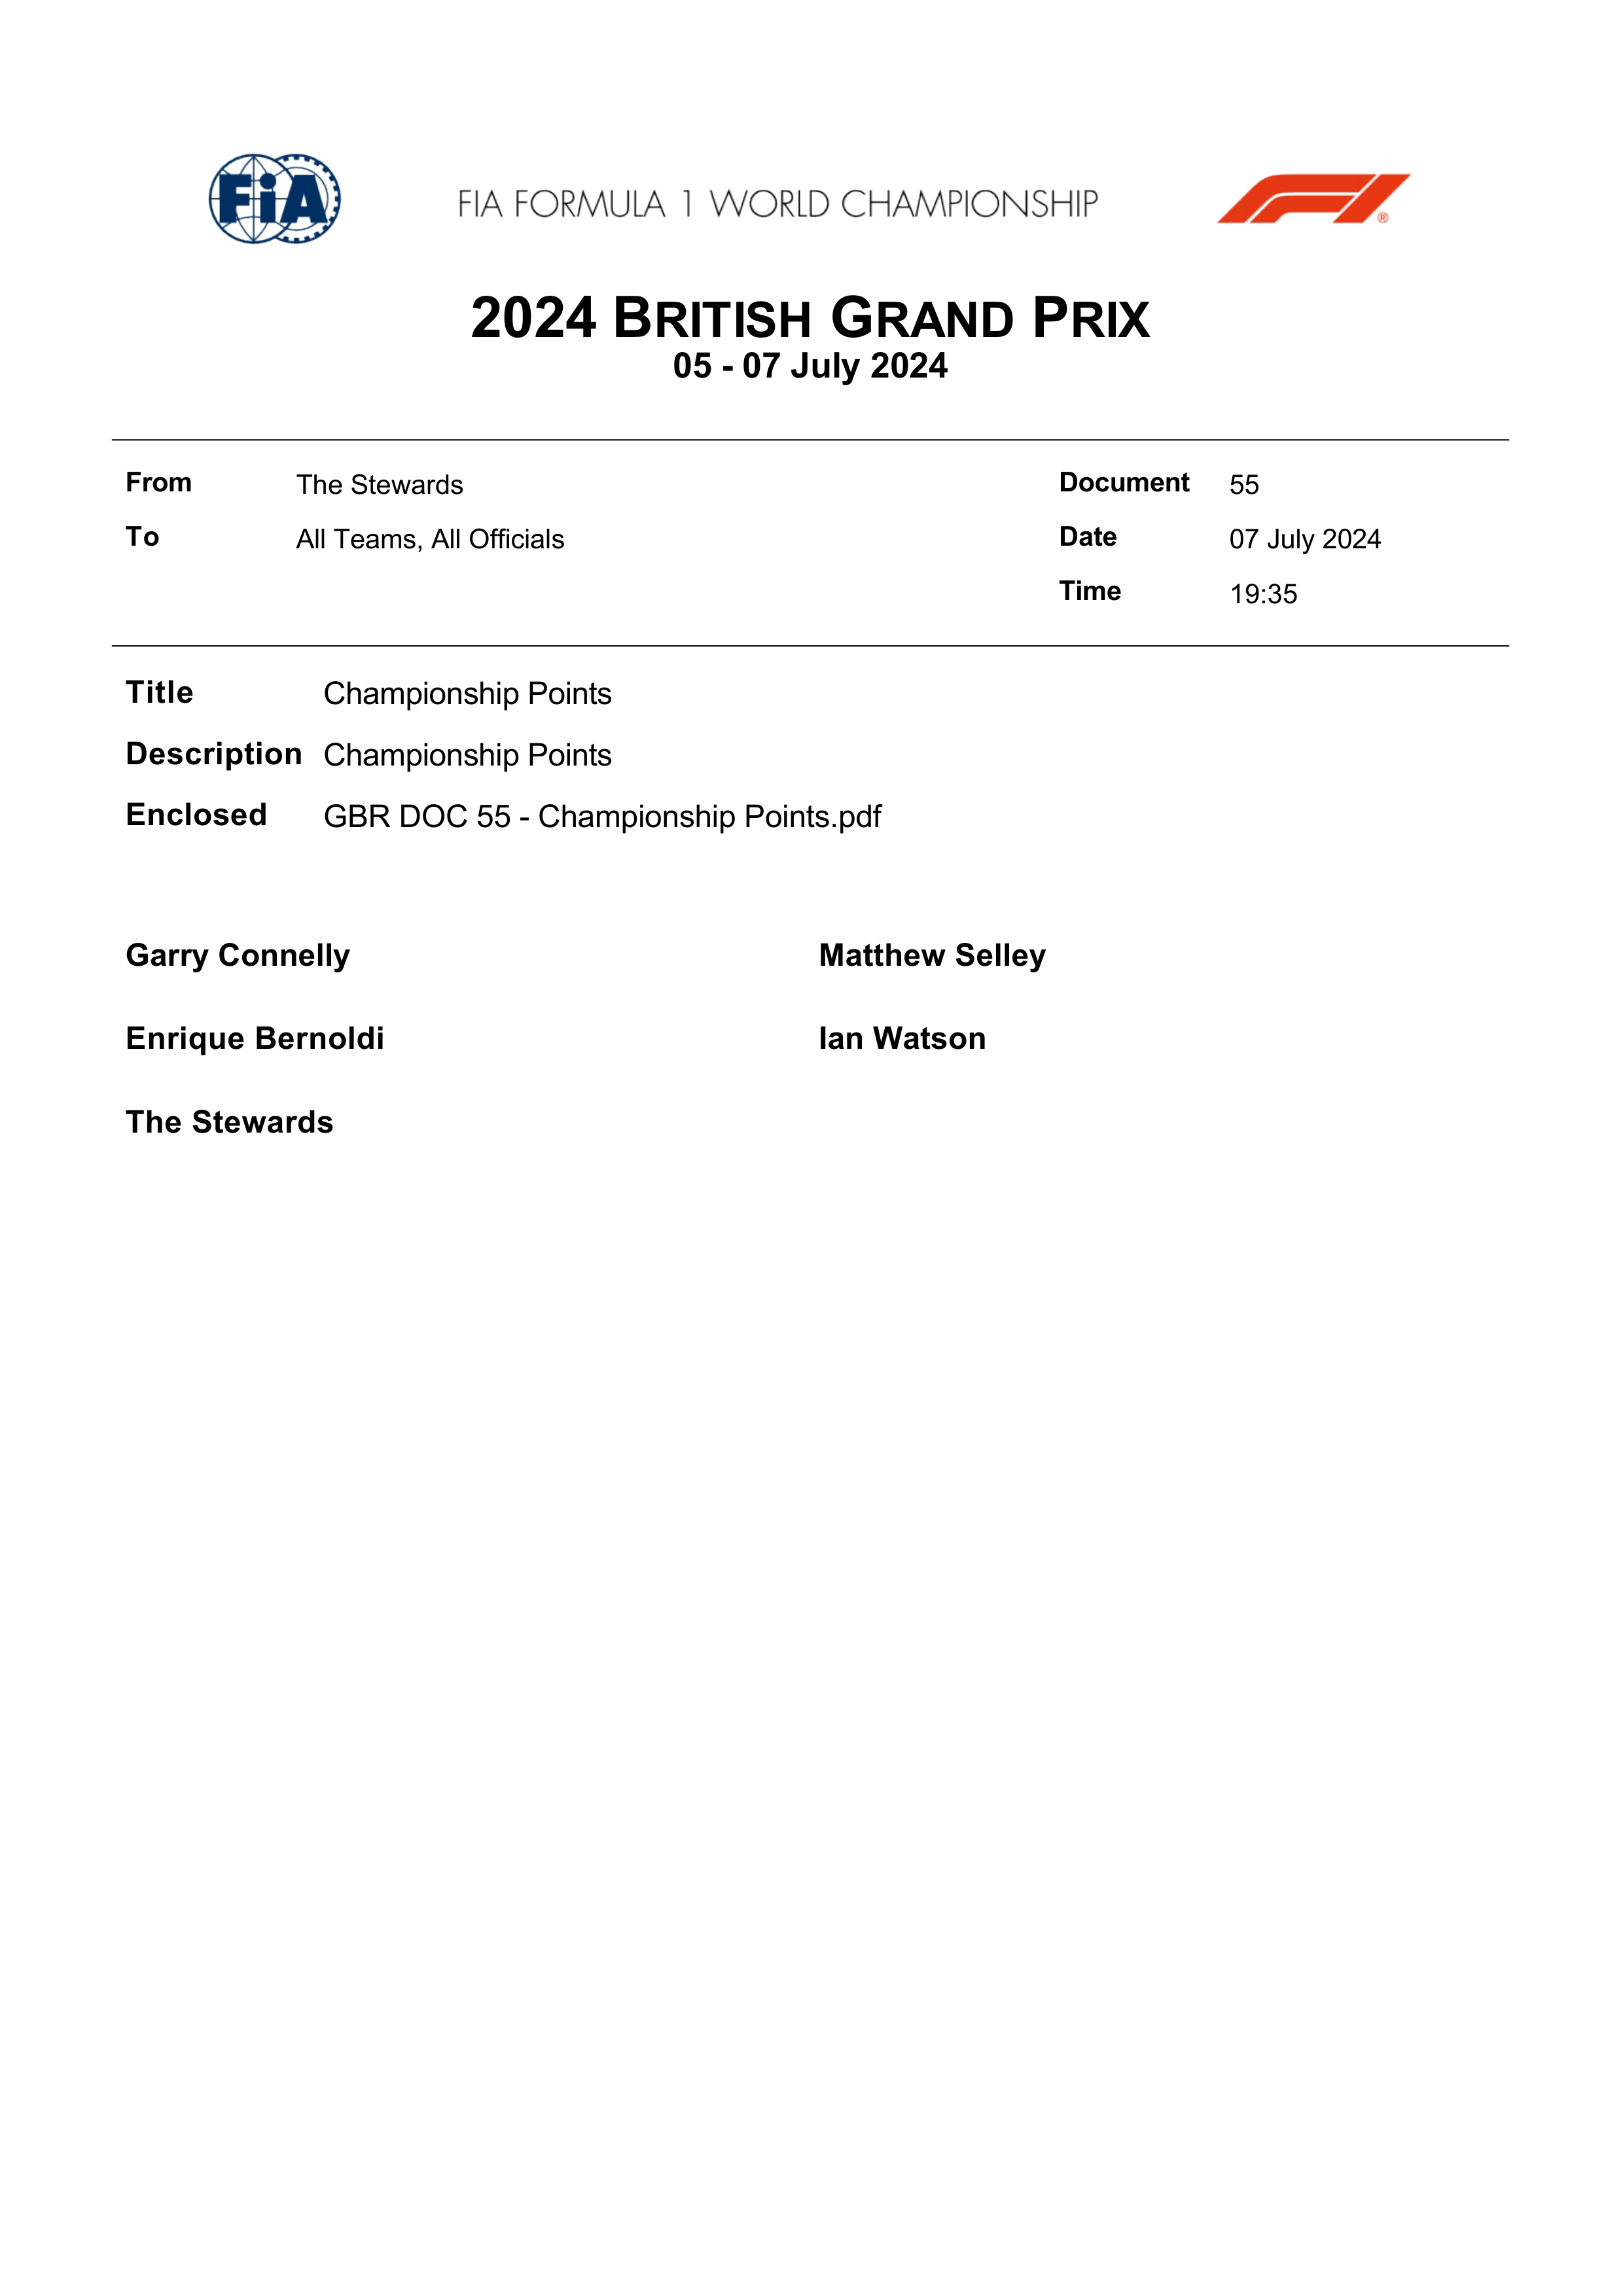 FiA FIA FORMULA 1 WORLD CHAMPIONSHIP F1®
2024 BRITISH GRAND PRIX
05 - 07 July 2024
From The Stewards Document 55
To All Teams, All Officials Date 07 July 2024
Time 19:35
Title Championship Points
Description Championship Points
Enclosed GBR DOC 55 - Championship Points.pdf
Garry Connelly Matthew Selley
Enrique Bernoldi Ian Watson
The Stewards